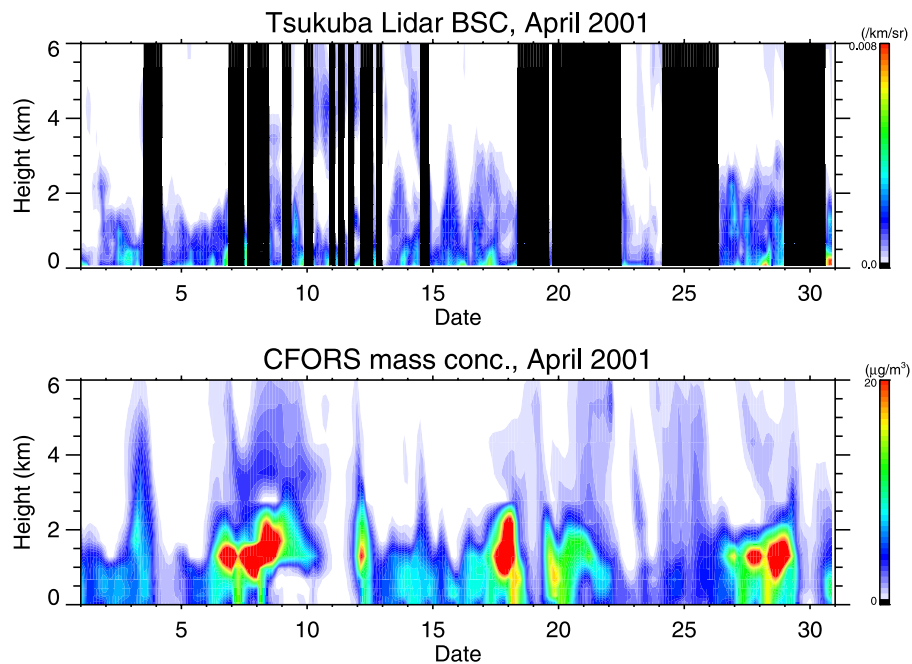 Tsukuba Lidar BSC, April 2001
(/km/sr)
0.008
6
4
2
0
Height (km)
0.0
5 10 15 20 25 30
Date
CFORS mass conc., April 2001
(μg/m³)
20
6
4
2
0
Height (km)
0
5 10 15 20 25 30
Date